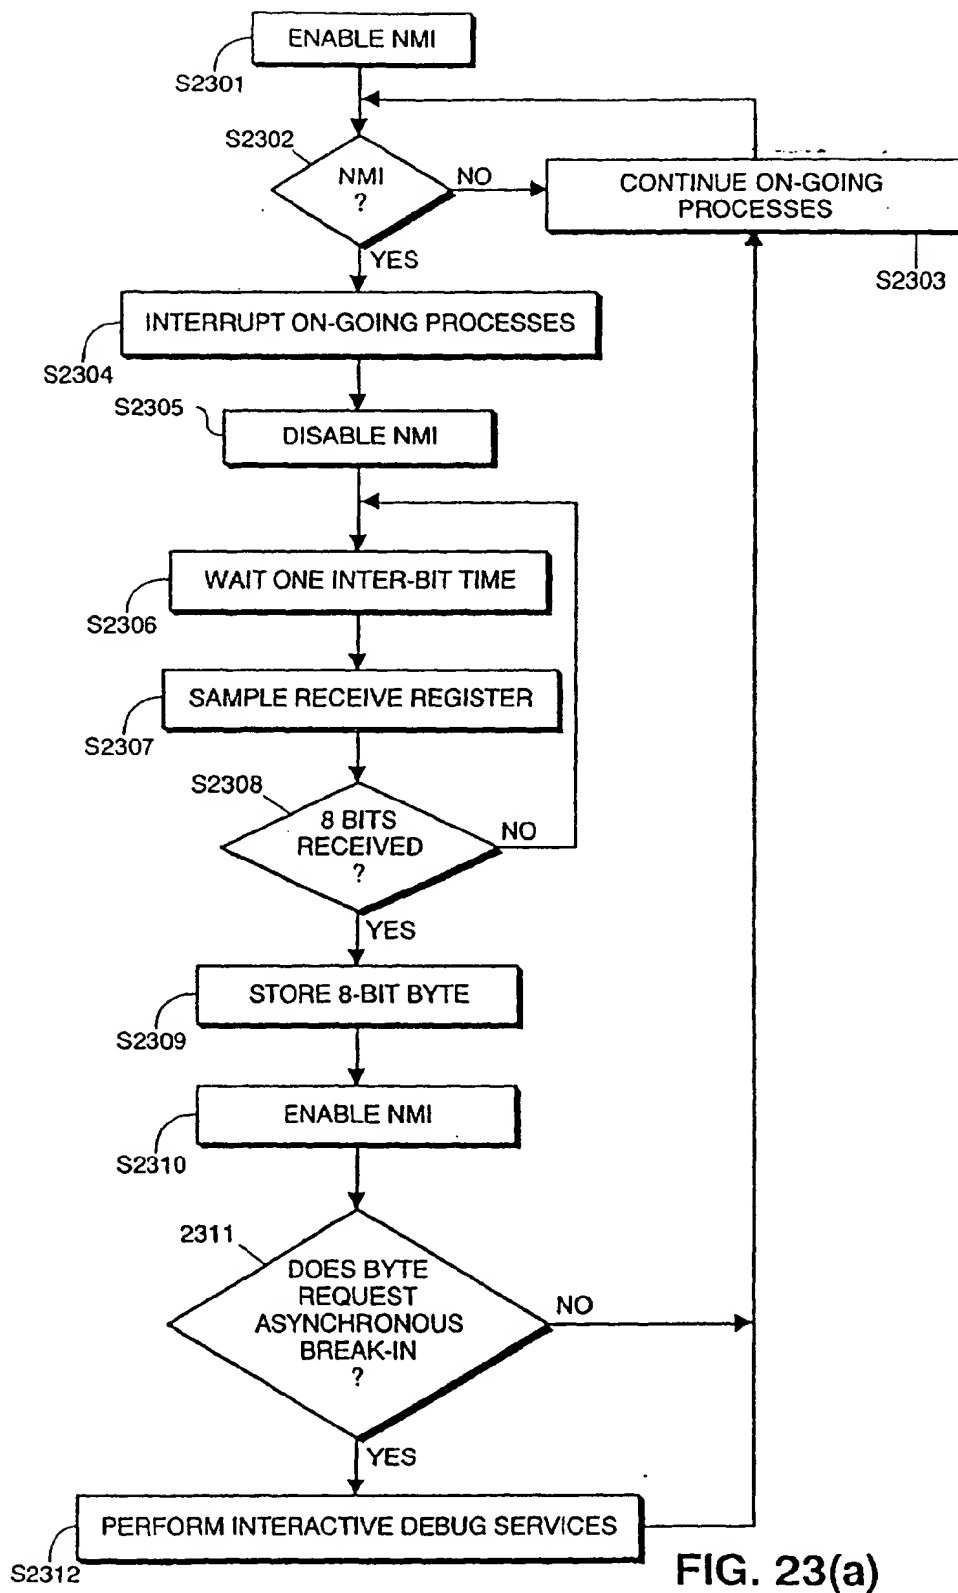 ENABLE NMI
S2301
S2302
NMI
?
NO
CONTINUE ON-GOING
PROCESSES
S2303
YES
INTERRUPT ON-GOING PROCESSES
S2304
S2305
DISABLE NMI
WAIT ONE INTER-BIT TIME
S2306
SAMPLE RECEIVE REGISTER
S2307
S2308
8 BITS
RECEIVED
?
NO
YES
STORE 8-BIT BYTE
S2309
ENABLE NMI
S2310
2311
DOES BYTE
REQUEST
ASYNCHRONOUS
BREAK-IN
?
NO
YES
PERFORM INTERACTIVE DEBUG SERVICES
S2312
FIG. 23(a)